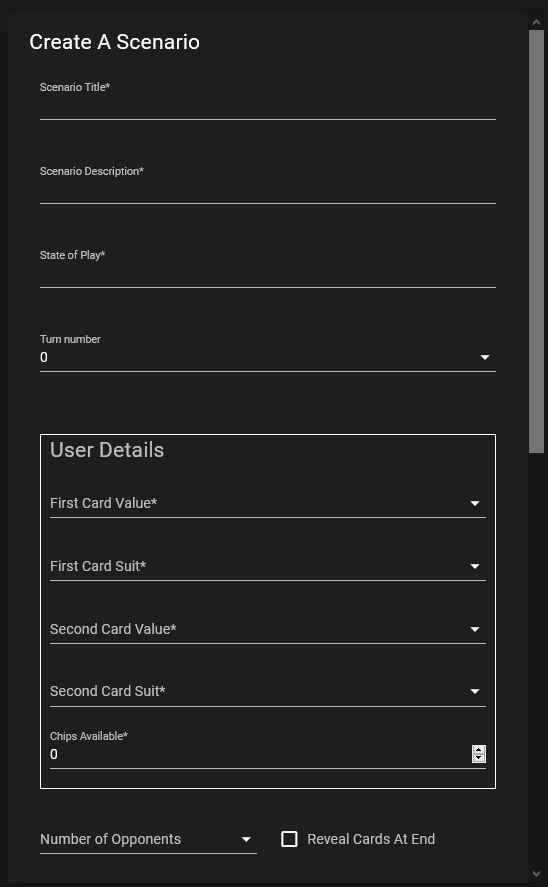 Create A Scenario
Scenario Title*
Scenario Description*
State of Play*
Turn number
0
User Details
First Card Value*
First Card Suit*
Second Card Value*
Second Card Suit*
Chips Available*
0
Number of Opponents
Reveal Cards At End